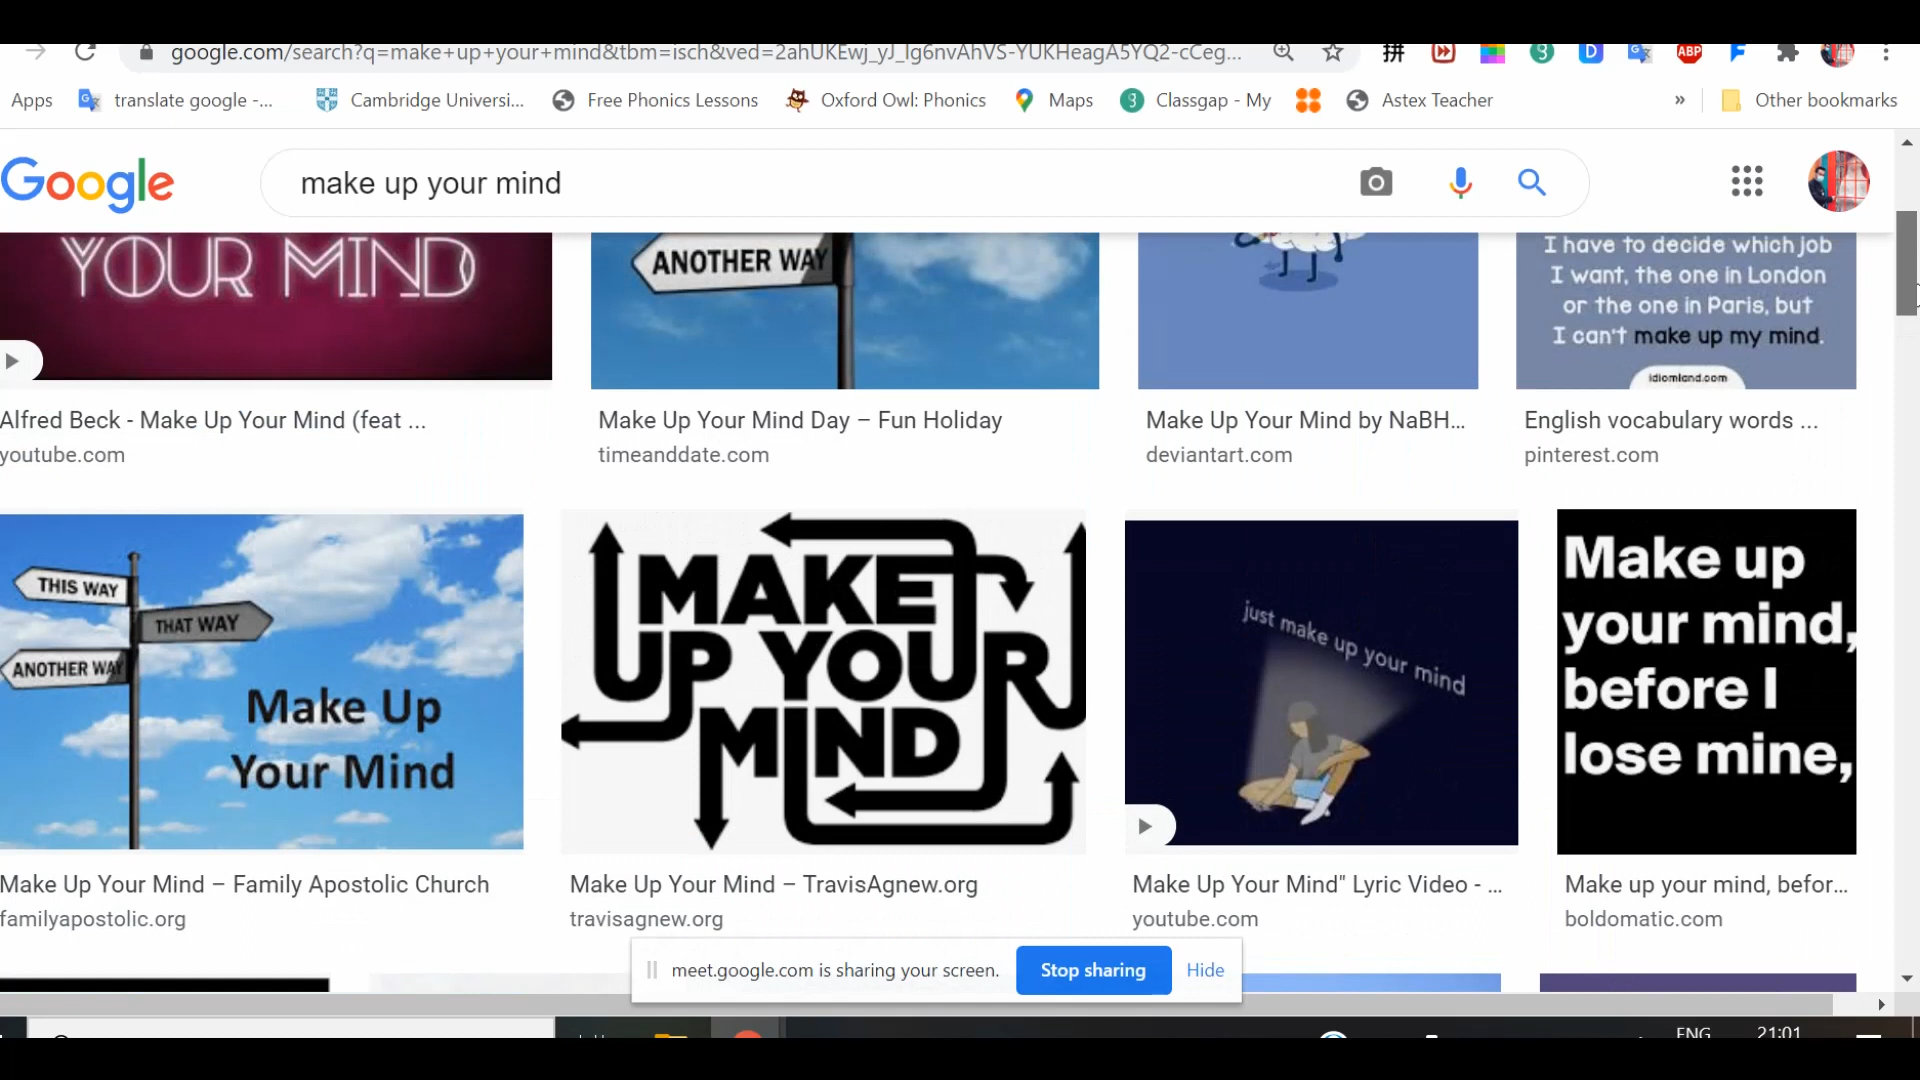 google.com/search?q=make+up+your+mind&tbm=isch&ved=2ahUKEwj_yJ_Ig6nvAhVS-YUKHeagA5YQ2-cCeg...
拼
ABP
Apps
translate google -...
Cambridge Universi...
Free Phonics Lessons
Oxford Owl: Phonics
Maps
Classgap - My
Astex Teacher
»
Other bookmarks
Google
make up your mind
YOUR MIND
ANOTHER WAY
I have to decide which job
I want, the one in London
or the one in Paris, but
I can't make up my mind.
idiomland.com
Alfred Beck - Make Up Your Mind (feat ...
youtube.com
Make Up Your Mind Day – Fun Holiday
timeanddate.com
Make Up Your Mind by NaBH...
deviantart.com
English vocabulary words ...
pinterest.com
THIS WAY
THAT WAY
ANOTHER WAY
Make Up
Your Mind
MAKE
UP YOUR
MIND
just make up your mind
Make up
your mind,
before I
lose mine,
Make Up Your Mind – Family Apostolic Church
familyapostolic.org
Make Up Your Mind – TravisAgnew.org
travisagnew.org
Make Up Your Mind" Lyric Video - ...
youtube.com
Make up your mind, befor...
boldomatic.com
meet.google.com is sharing your screen.
Stop sharing
Hide
ENG
21:01